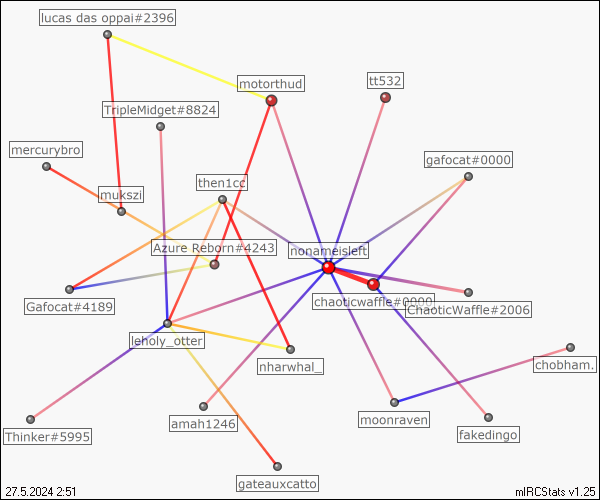 lucas das oppai#2396
motorthud
tt532
TripleMidget#8824
mercurybro
gafocat#0000
then1cc
mukszi
Azure Reborn#4243
nonameisleft
Gafocat#4189
chaoticwaffle#0000
ChaoticWaffle#2006
leholy_otter
nharwhal_
chobham.
amah1246
moonraven
Thinker#5995
fakedingo
gateauxcatto
27.5.2024 2:51
mIRCStats v1.25